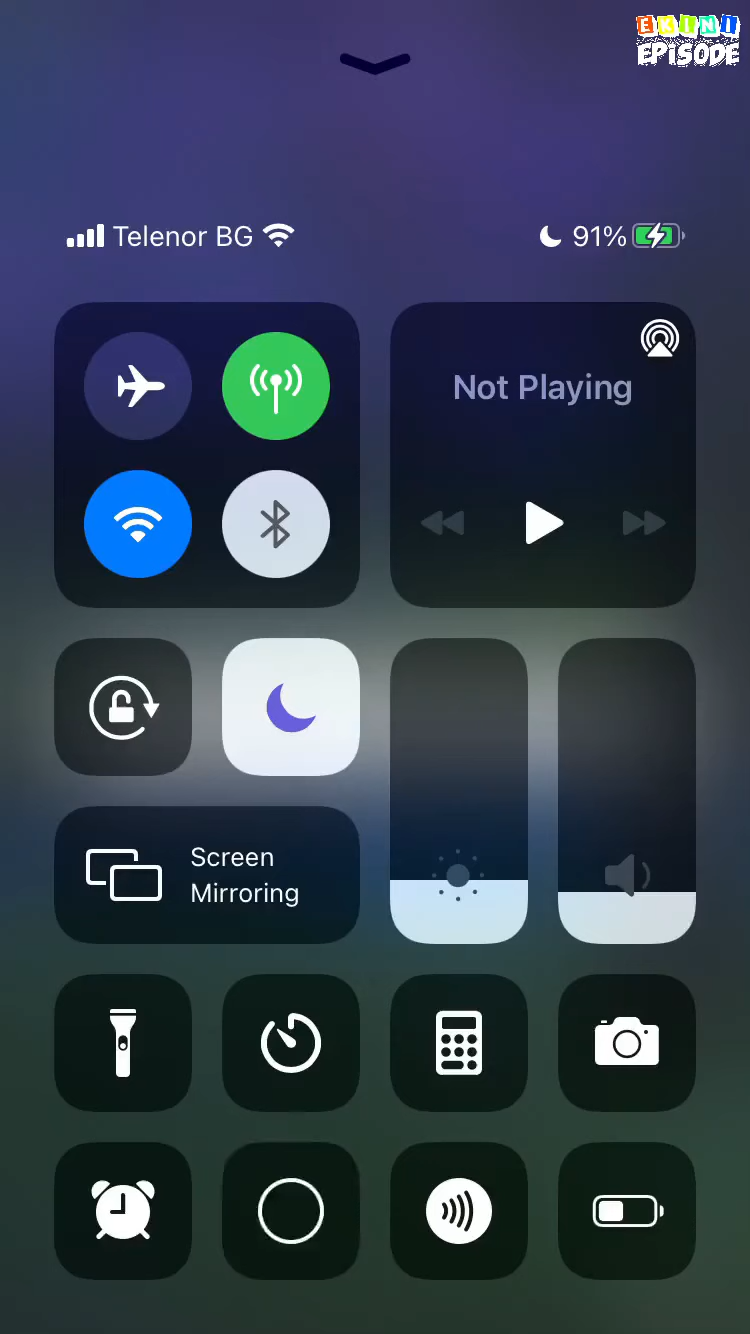 EKINI
EPISODE
Telenor BG
91%
Not Playing
Screen
Mirroring